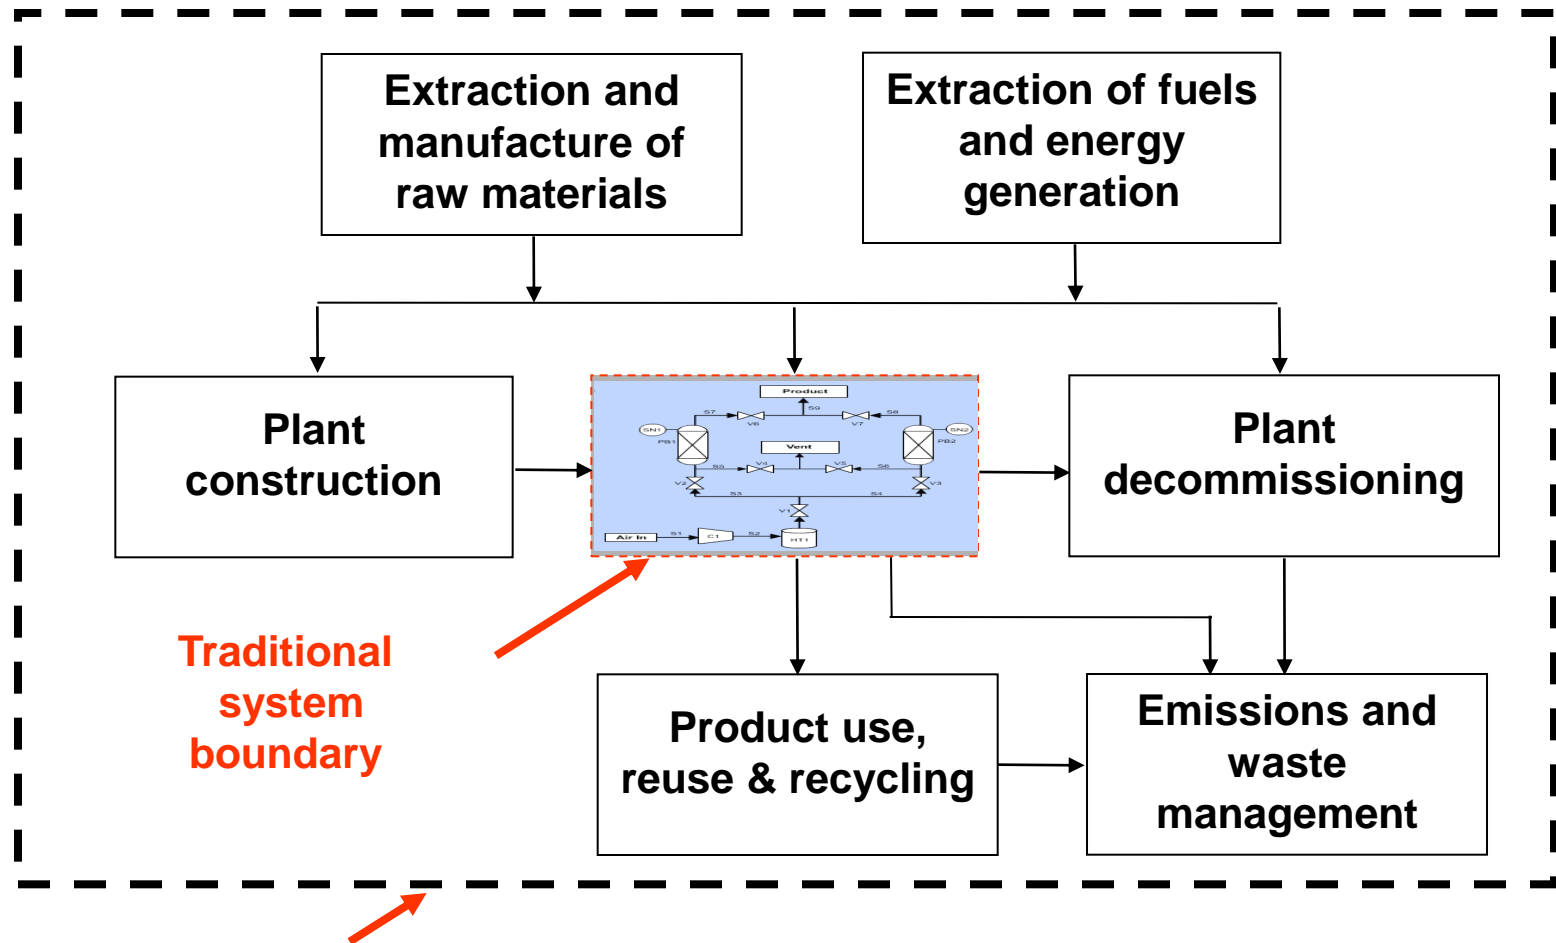 Extraction and
manufacture of
raw materials
Extraction of fuels
and energy
generation
Plant
construction
Product
S7
S9
S8
V6
V7
SN1
SN2
PB1
PB2
Vent
S5
V4
V5
S6
V2
V3
S3
S4
V1
Air In
S1
C1
S2
HT1
Plant
decommissioning
Traditional
system
boundary
Product use,
reuse & recycling
Emissions and
waste
management